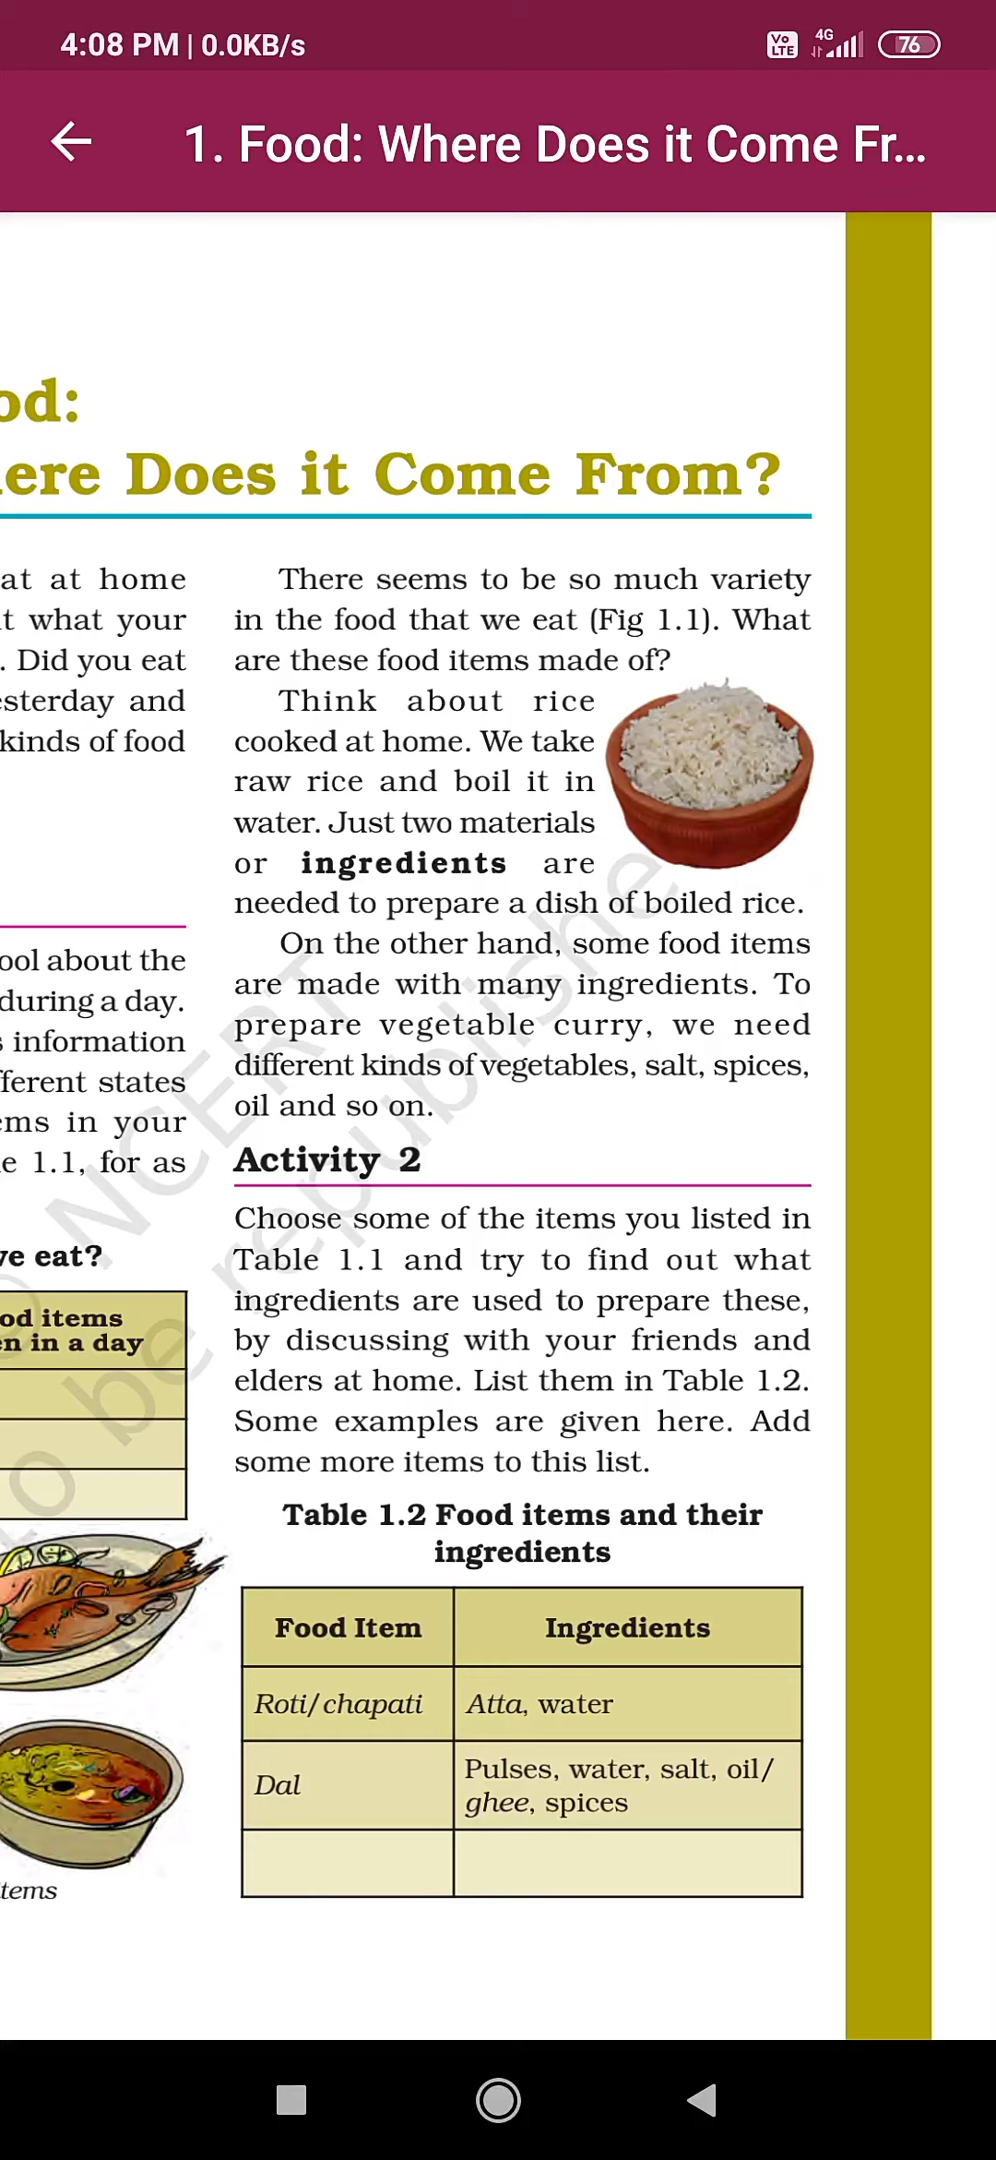 4:08 PM | 0.0KB/s
Vo LTE 4G 76
1. Food: Where Does it Come Fr...
od:
ere Does it Come From?
at at home
t what your
. Did you eat
esterday and
kinds of food
ool about the
during a day.
s information
fferent states
ems in your
e 1.1, for as
ve eat?
od items
en in a day
tems
There seems to be so much variety
in the food that we eat (Fig 1.1). What
are these food items made of?
Think about rice
cooked at home. We take
raw rice and boil it in
water. Just two materials
or ingredients are
needed to prepare a dish of boiled rice.
On the other hand, some food items
are made with many ingredients. To
prepare vegetable curry, we need
different kinds of vegetables, salt, spices,
oil and so on.
Activity 2
Choose some of the items you listed in
Table 1.1 and try to find out what
ingredients are used to prepare these,
by discussing with your friends and
elders at home. List them in Table 1.2.
Some examples are given here. Add
some more items to this list.
Table 1.2 Food items and their
ingredients
Food Item Ingredients
Roti/chapati Atta, water
Dal Pulses, water, salt, oil/
ghee, spices
© NCERT
to be republishe